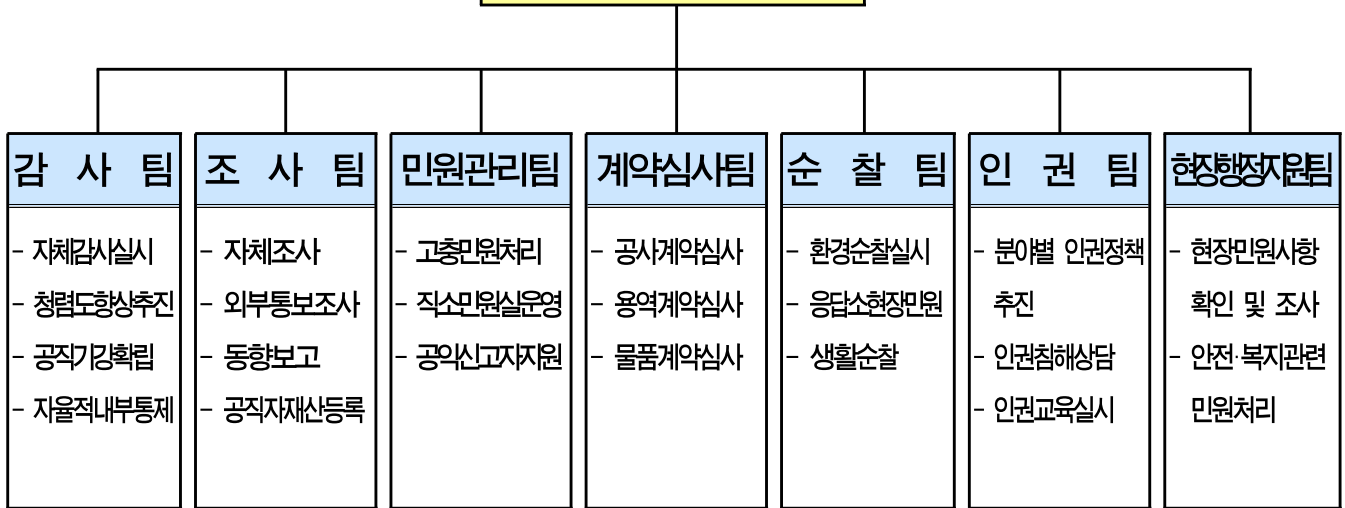 감 사 팀
- 자체감사실시
- 청렴도향상추진
- 공직기강확립
- 자율적내부통제
조 사 팀
- 자체조사
- 외부통보조사
- 동향보고
- 공직자재산등록
민원관리팀
- 고충민원처리
- 직소민원실운영
- 공익신고자지원
계약심사팀
- 공사계약심사
- 용역계약심사
- 물품계약심사
순 찰 팀
- 환경순찰실시
- 응답소현장민원
- 생활순찰
인 권 팀
- 분야별 인권정책
추진
- 인권침해상담
- 인권교육실시
현장행정지원팀
- 현장민원사항
확인 및 조사
- 안전·복지관련
민원처리